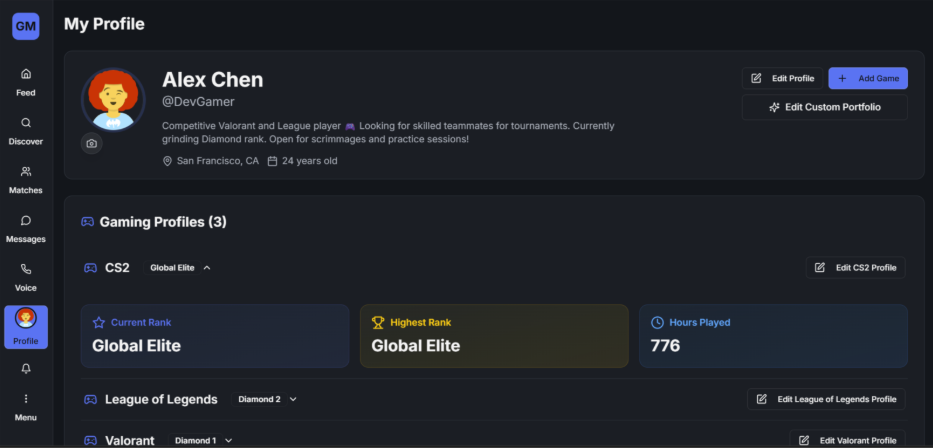 GM
Feed
Discover
Matches
Messages
Voice
Profile
Menu
My Profile
Alex Chen
@DevGamer
Competitive Valorant and League player 🎮 Looking for skilled teammates for tournaments. Currently
grinding Diamond rank. Open for scrimmages and practice sessions!
San Francisco, CA 24 years old
Edit Profile
Add Game
Edit Custom Portfolio
Gaming Profiles (3)
CS2 Global Elite
Edit CS2 Profile
Current Rank
Global Elite
Highest Rank
Global Elite
Hours Played
776
League of Legends Diamond 2
Edit League of Legends Profile
Valorant Diamond 1
Edit Valorant Profile